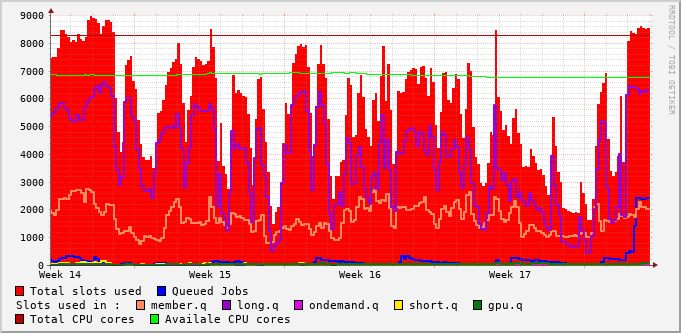 9000
8000
7000
6000
5000
4000
3000
2000
1000
0
Week 14 Week 15 Week 16 Week 17
RRDTOOL / TOBI OETIKER
Total slots used Queued Jobs
Slots used in : member.q long.q ondemand.q short.q gpu.q
Total CPU cores Availale CPU cores